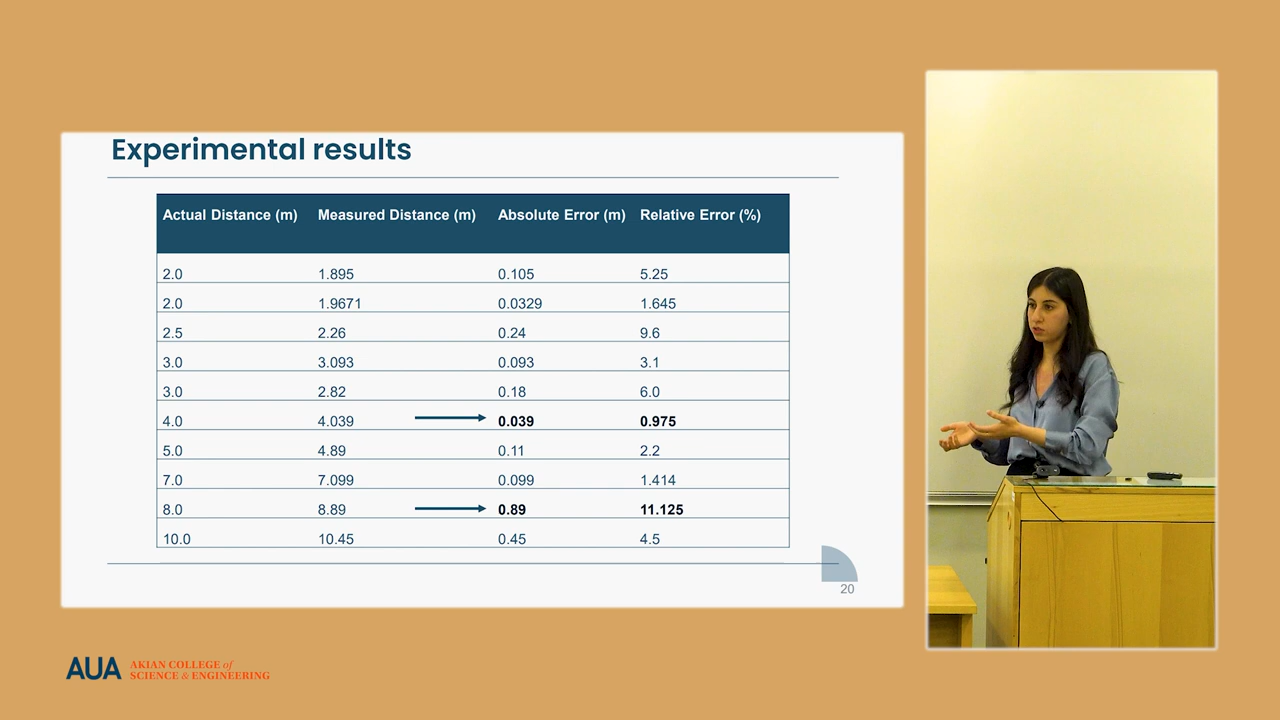 Experimental results
Actual Distance (m) Measured Distance (m) Absolute Error (m) Relative Error (%)
2.0 1.895 0.105 5.25
2.0 1.9671 0.0329 1.645
2.5 2.26 0.24 9.6
3.0 3.093 0.093 3.1
3.0 2.82 0.18 6.0
4.0 4.039 0.039 0.975
5.0 4.89 0.11 2.2
7.0 7.099 0.099 1.414
8.0 8.89 0.89 11.125
10.0 10.45 0.45 4.5
20
AUA AKIAN COLLEGE of
SCIENCE & ENGINEERING